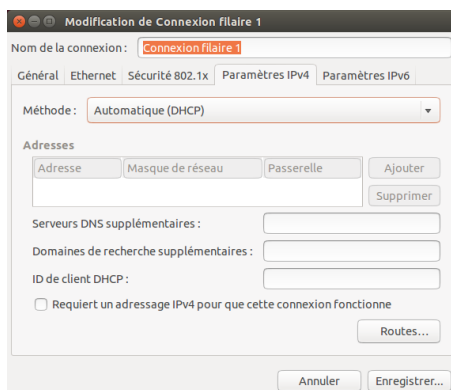 Modification de Connexion filaire 1
Nom de la connexion : Connexion filaire 1
Général Ethernet Sécurité 802.1x Paramètres IPv4 Paramètres IPv6
Méthode : Automatique (DHCP)
Adresses
Adresse Masque de réseau Passerelle Ajouter
Supprimer
Serveurs DNS supplémentaires :
Domaines de recherche supplémentaires :
ID de client DHCP :
Requiert un adressage IPv4 pour que cette connexion fonctionne
Routes...
Annuler Enregistrer...